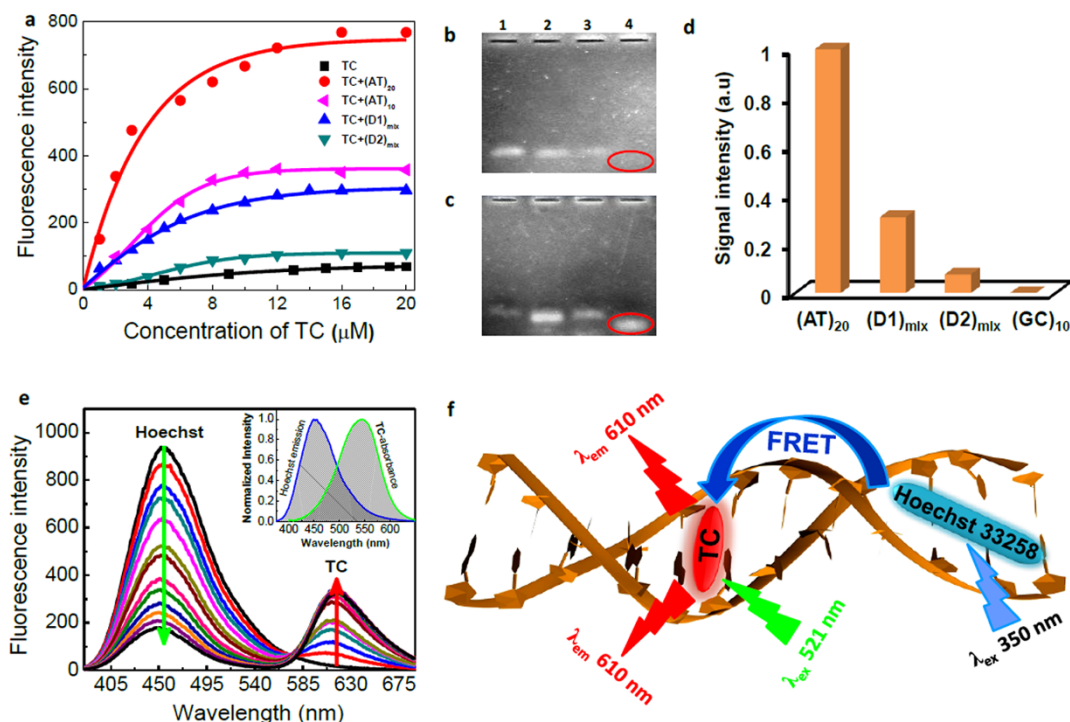 a
Fluorescence intensity
800
600
400
200
0
0 4 8 12 16 20
Concentration of TC (μM)
TC
TC+(AT)20
TC+(AT)10
TC+(D1)mix
TC+(D2)mix
b
1 2 3 4
c
d
Signal intensity (a.u)
1
0.8
0.6
0.4
0.2
0
(AT)20 (D1)mix (D2)mix (GC)10
e
Fluorescence intensity
1000
900
800
700
600
500
400
300
200
100
0
405 450 495 540 585 630 675
Wavelength (nm)
Hoechst
TC
Normalized Intensity
1.0
0.8
0.6
0.4
0.2
0.0
400 450 500 550 600
Wavelength (nm)
Hoechst emission
TC-absorbance
f
λem 610 nm
FRET
Hoechst 33258
TC
λem 610 nm
λex 521 nm
λex 350 nm